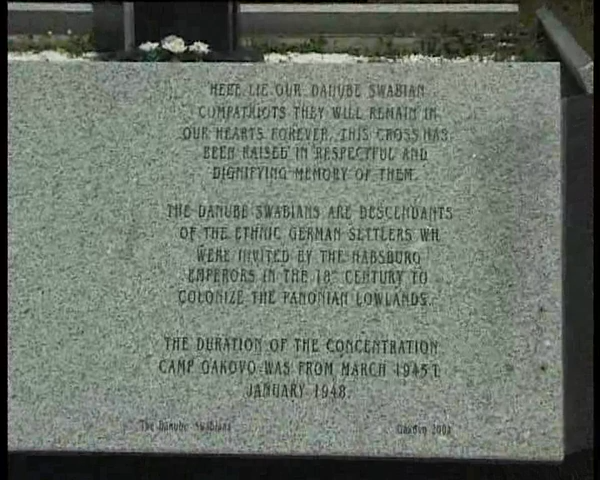 HERE LIE OUR DANUBE SWABIAN
COMPATRIOTS THEY WILL REMAIN IN
OUR HEARTS FOREVER. THIS CROSS HAS
BEEN RAISED IN RESPECTFUL AND
DIGNIFYING MEMORY OF THEM.
THE DANUBE SWABIANS ARE DESCENDANTS
OF THE ETHNIC GERMAN SETTLERS WH
WERE INVITED BY THE HABSBURG
EMPERORS IN THE 18th CENTURY TO
COLONIZE THE PANONIAN LOWLANDS.
THE DURATION OF THE CONCENTRATION
CAMP GAKOVO WAS FROM MARCH 1945 T
JANUARY 1948.
The Danube Swabians
Gakovo 2004